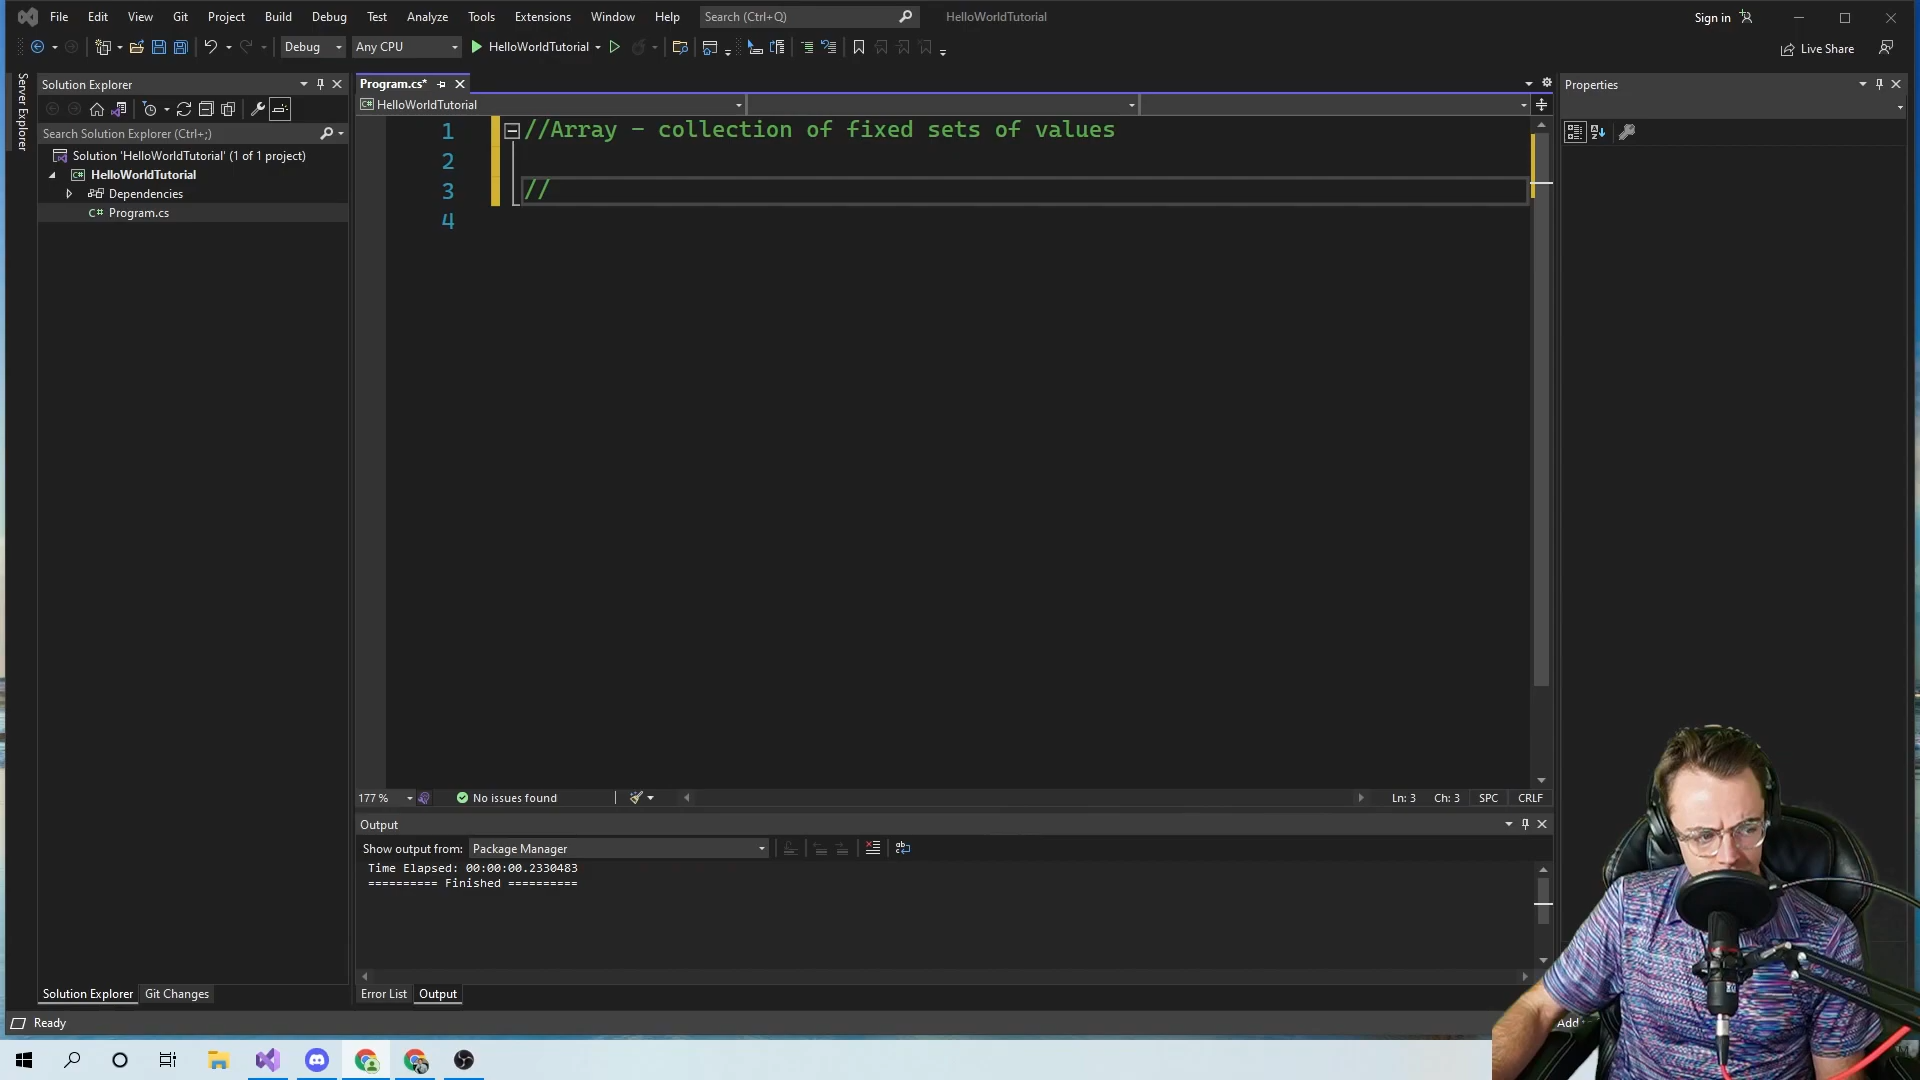 File Edit View Git Project Build Debug Test Analyze Tools Extensions Window Help Search (Ctrl+Q) HelloWorldTutorial Sign in
Debug Any CPU HelloWorldTutorial Live Share
Server Explorer
Solution Explorer
Search Solution Explorer (Ctrl+;)
Solution 'HelloWorldTutorial' (1 of 1 project)
HelloWorldTutorial
Dependencies
C# Program.cs
Program.cs*
C# HelloWorldTutorial
1 //Array - collection of fixed sets of values
2
3 //
4
177 % No issues found Ln: 3 Ch: 3 SPC CRLF
Output
Show output from: Package Manager
Time Elapsed: 00:00:00.2330483
========== Finished ==========
Error List Output
Solution Explorer Git Changes
Properties
Ready
Add